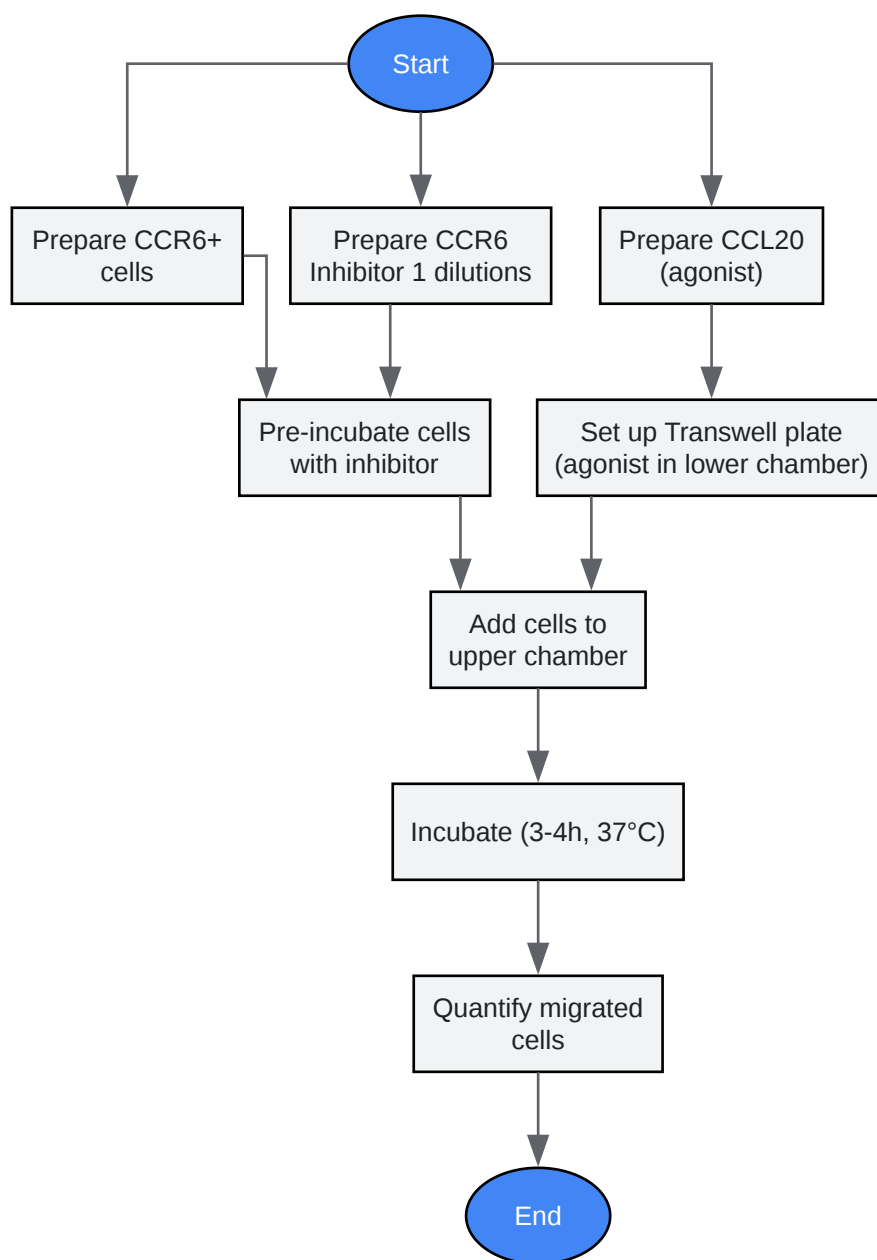 Start
Prepare CCR6+
cells
Prepare CCR6
Inhibitor 1 dilutions
Prepare CCL20
(agonist)
Pre-incubate cells
with inhibitor
Set up Transwell plate
(agonist in lower chamber)
Add cells to
upper chamber
Incubate (3-4h, 37°C)
Quantify migrated
cells
End